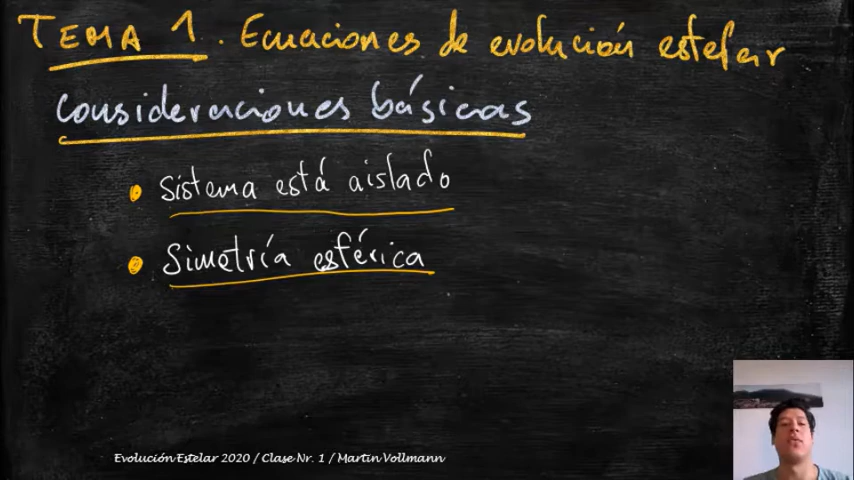 TEMA 1. Ecuaciones de evolución estelar
Consideraciones básicas
• Sistema está aislado
• Simetría esférica
Evolución Estelar 2020 / Clase Nr. 1 / Martin Vollmann